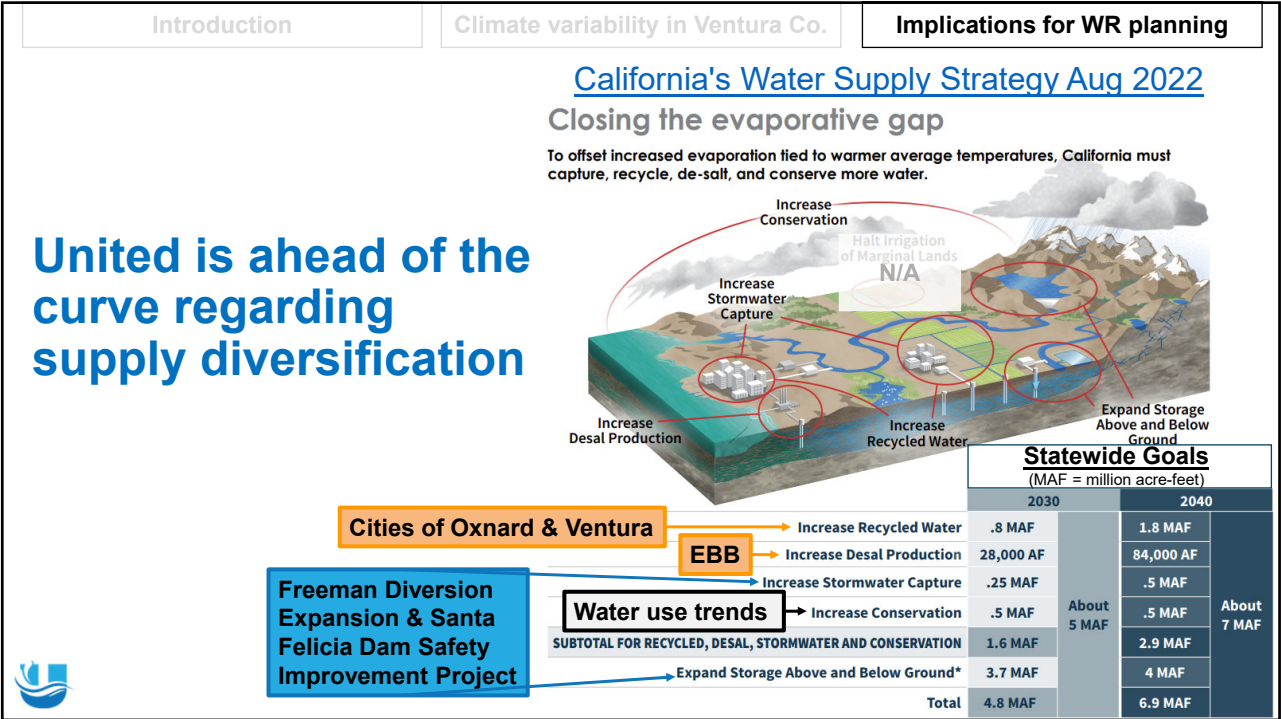 Introduction
Climate variability in Ventura Co.
Implications for WR planning
California's Water Supply Strategy Aug 2022
Closing the evaporative gap
To offset increased evaporation tied to warmer average temperatures, California must
capture, recycle, de-salt, and conserve more water.
United is ahead of the
curve regarding
supply diversification
Increase
Conservation
Halt Irrigation
of Marginal Lands
N/A
Increase
Stormwater
Capture
Increase
Desal Production
Increase
Recycled Water
Expand Storage
Above and Below
Ground
Statewide Goals
(MAF = million acre-feet)
2030 2040
Cities of Oxnard & Ventura
Increase Recycled Water .8 MAF 1.8 MAF
EBB
Increase Desal Production 28,000 AF 84,000 AF
Freeman Diversion
Expansion & Santa
Felicia Dam Safety
Improvement Project
Increase Stormwater Capture .25 MAF .5 MAF
Water use trends
Increase Conservation .5 MAF .5 MAF
About
5 MAF
About
7 MAF
SUBTOTAL FOR RECYCLED, DESAL, STORMWATER AND CONSERVATION 1.6 MAF 2.9 MAF
Expand Storage Above and Below Ground* 3.7 MAF 4 MAF
Total 4.8 MAF 6.9 MAF